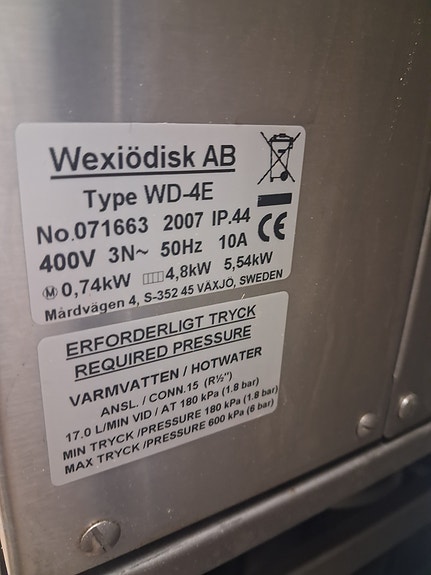 Wexiödisk AB
Type WD-4E
No.071663 2007 IP.44
400V 3N~ 50Hz 10A CE
M 0,74kW 4,8kW 5,54kW
Mårdvägen 4, S-352 45 VÄXJO, SWEDEN
ERFORDERLIGT TRYCK
REQUIRED PRESSURE
VARMVATTEN / HOTWATER
ANSL. / CONN.15 (R½")
17.0 L/MIN VID / AT 180 kPa (1.8 bar)
MIN TRYCK /PRESSURE 180 kPa (1.8 bar)
MAX TRYCK/PRESSURE 600 kPa (6 bar)